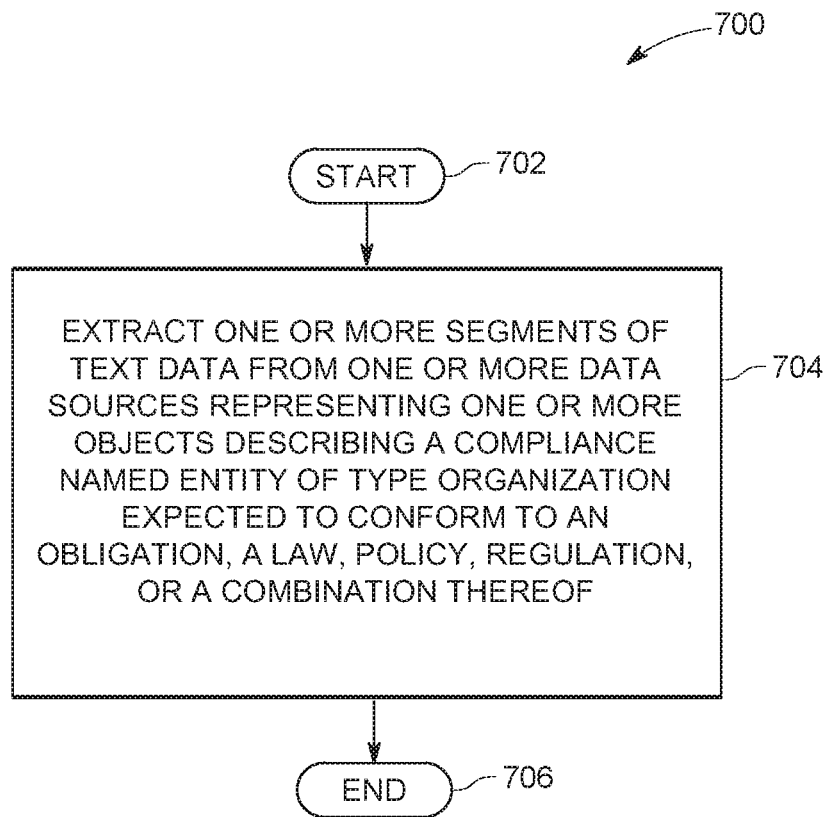 700
START
702
EXTRACT ONE OR MORE SEGMENTS OF
TEXT DATA FROM ONE OR MORE DATA
SOURCES REPRESENTING ONE OR MORE
OBJECTS DESCRIBING A COMPLIANCE
NAMED ENTITY OF TYPE ORGANIZATION
EXPECTED TO CONFORM TO AN
OBLIGATION, A LAW, POLICY, REGULATION,
OR A COMBINATION THEREOF
704
END
706